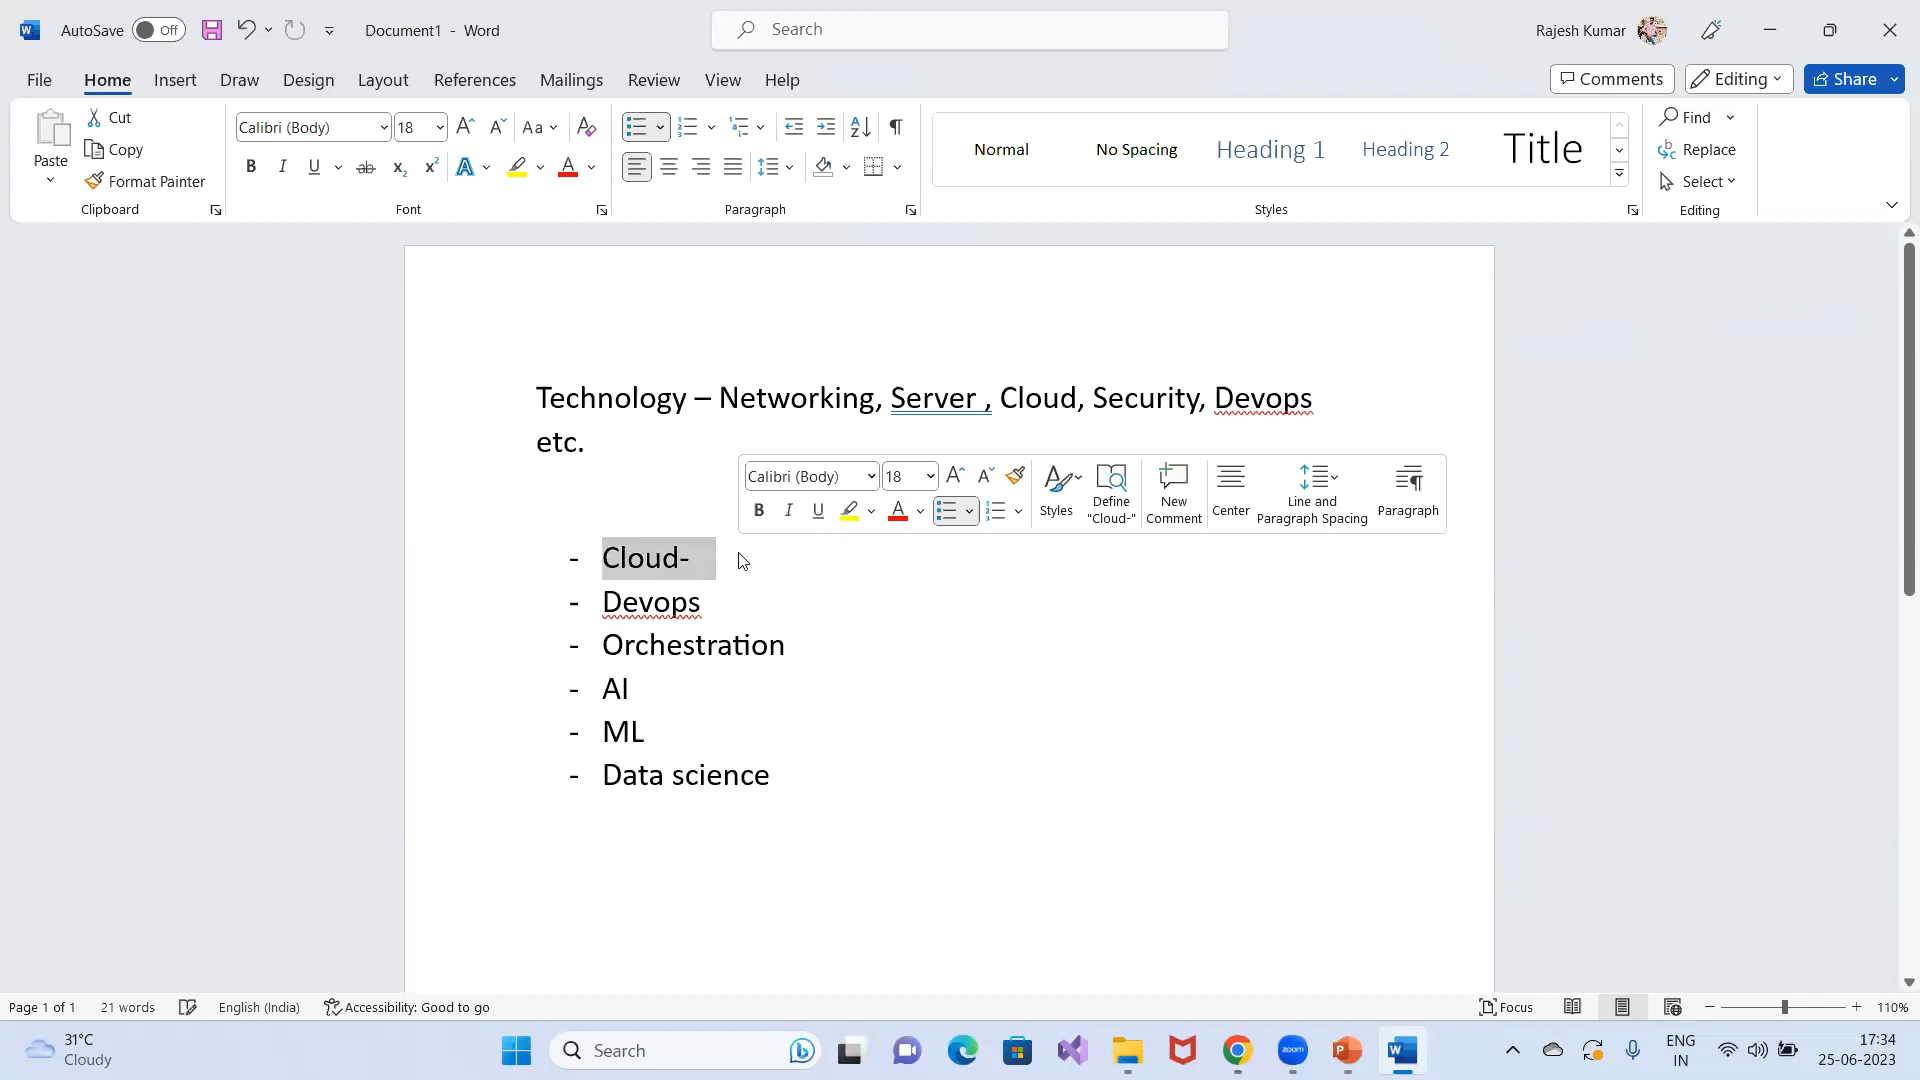 AutoSave Off Document1 - Word Search Rajesh Kumar
File Home Insert Draw Design Layout References Mailings Review View Help Comments Editing Share
Paste Cut Copy Format Painter Clipboard
Calibri (Body) 18 Aa B I U ab x₂ x² A A Font
Paragraph
Normal No Spacing Heading 1 Heading 2 Title Styles
Find Replace Select Editing
Technology – Networking, Server , Cloud, Security, Devops
etc.
Calibri (Body) 18 B I U A Styles Define "Cloud-" New Comment Center Line and Paragraph Spacing Paragraph
- Cloud-
- Devops
- Orchestration
- AI
- ML
- Data science
Page 1 of 1 21 words English (India) Accessibility: Good to go Focus 110%
31°C
Cloudy
Search zoom ENG IN 17:34 25-06-2023